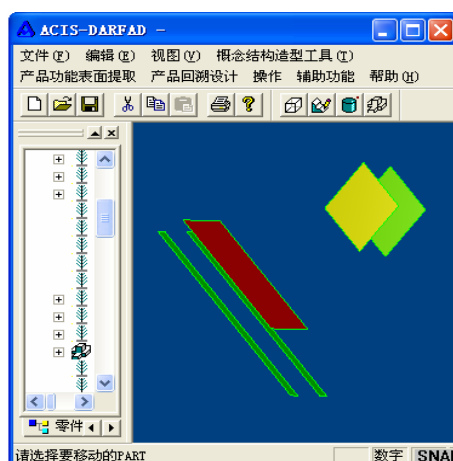 ACIS-DARFAD -
文件(F) 编辑(E) 视图(V) 概念结构造型工具(T)
产品功能表面提取 产品回溯设计 操作 辅助功能 帮助(H)
零件
请选择要移动的PART
数字 SNAP